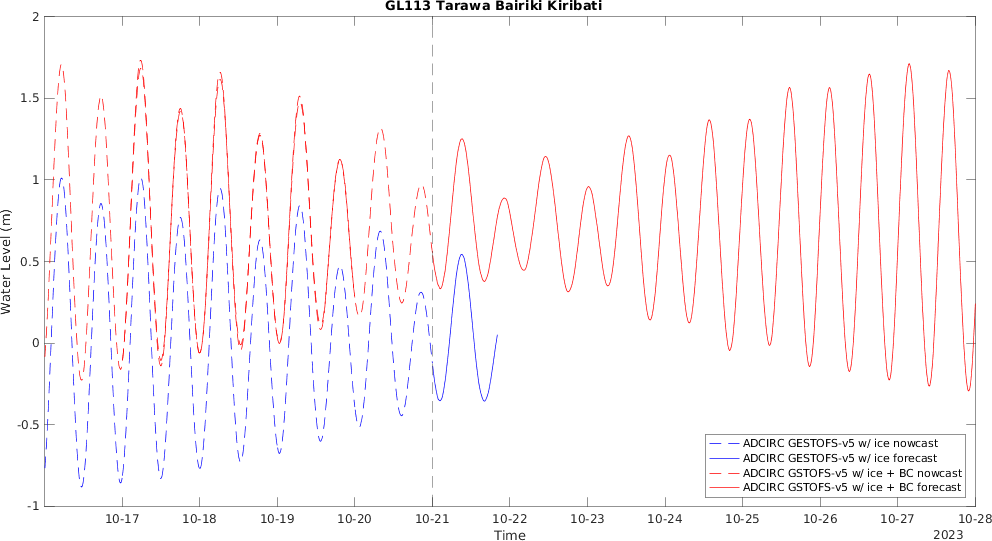 GL113 Tarawa Bairiki Kiribati
2
1.5
1
0.5
0
-0.5
-1
Water Level (m)
10-17 10-18 10-19 10-20 10-21 10-22 10-23 10-24 10-25 10-26 10-27 10-28
Time
2023
ADCIRC GESTOFS-v5 w/ ice nowcast
ADCIRC GESTOFS-v5 w/ ice forecast
ADCIRC GSTOFS-v5 w/ ice + BC nowcast
ADCIRC GSTOFS-v5 w/ ice + BC forecast